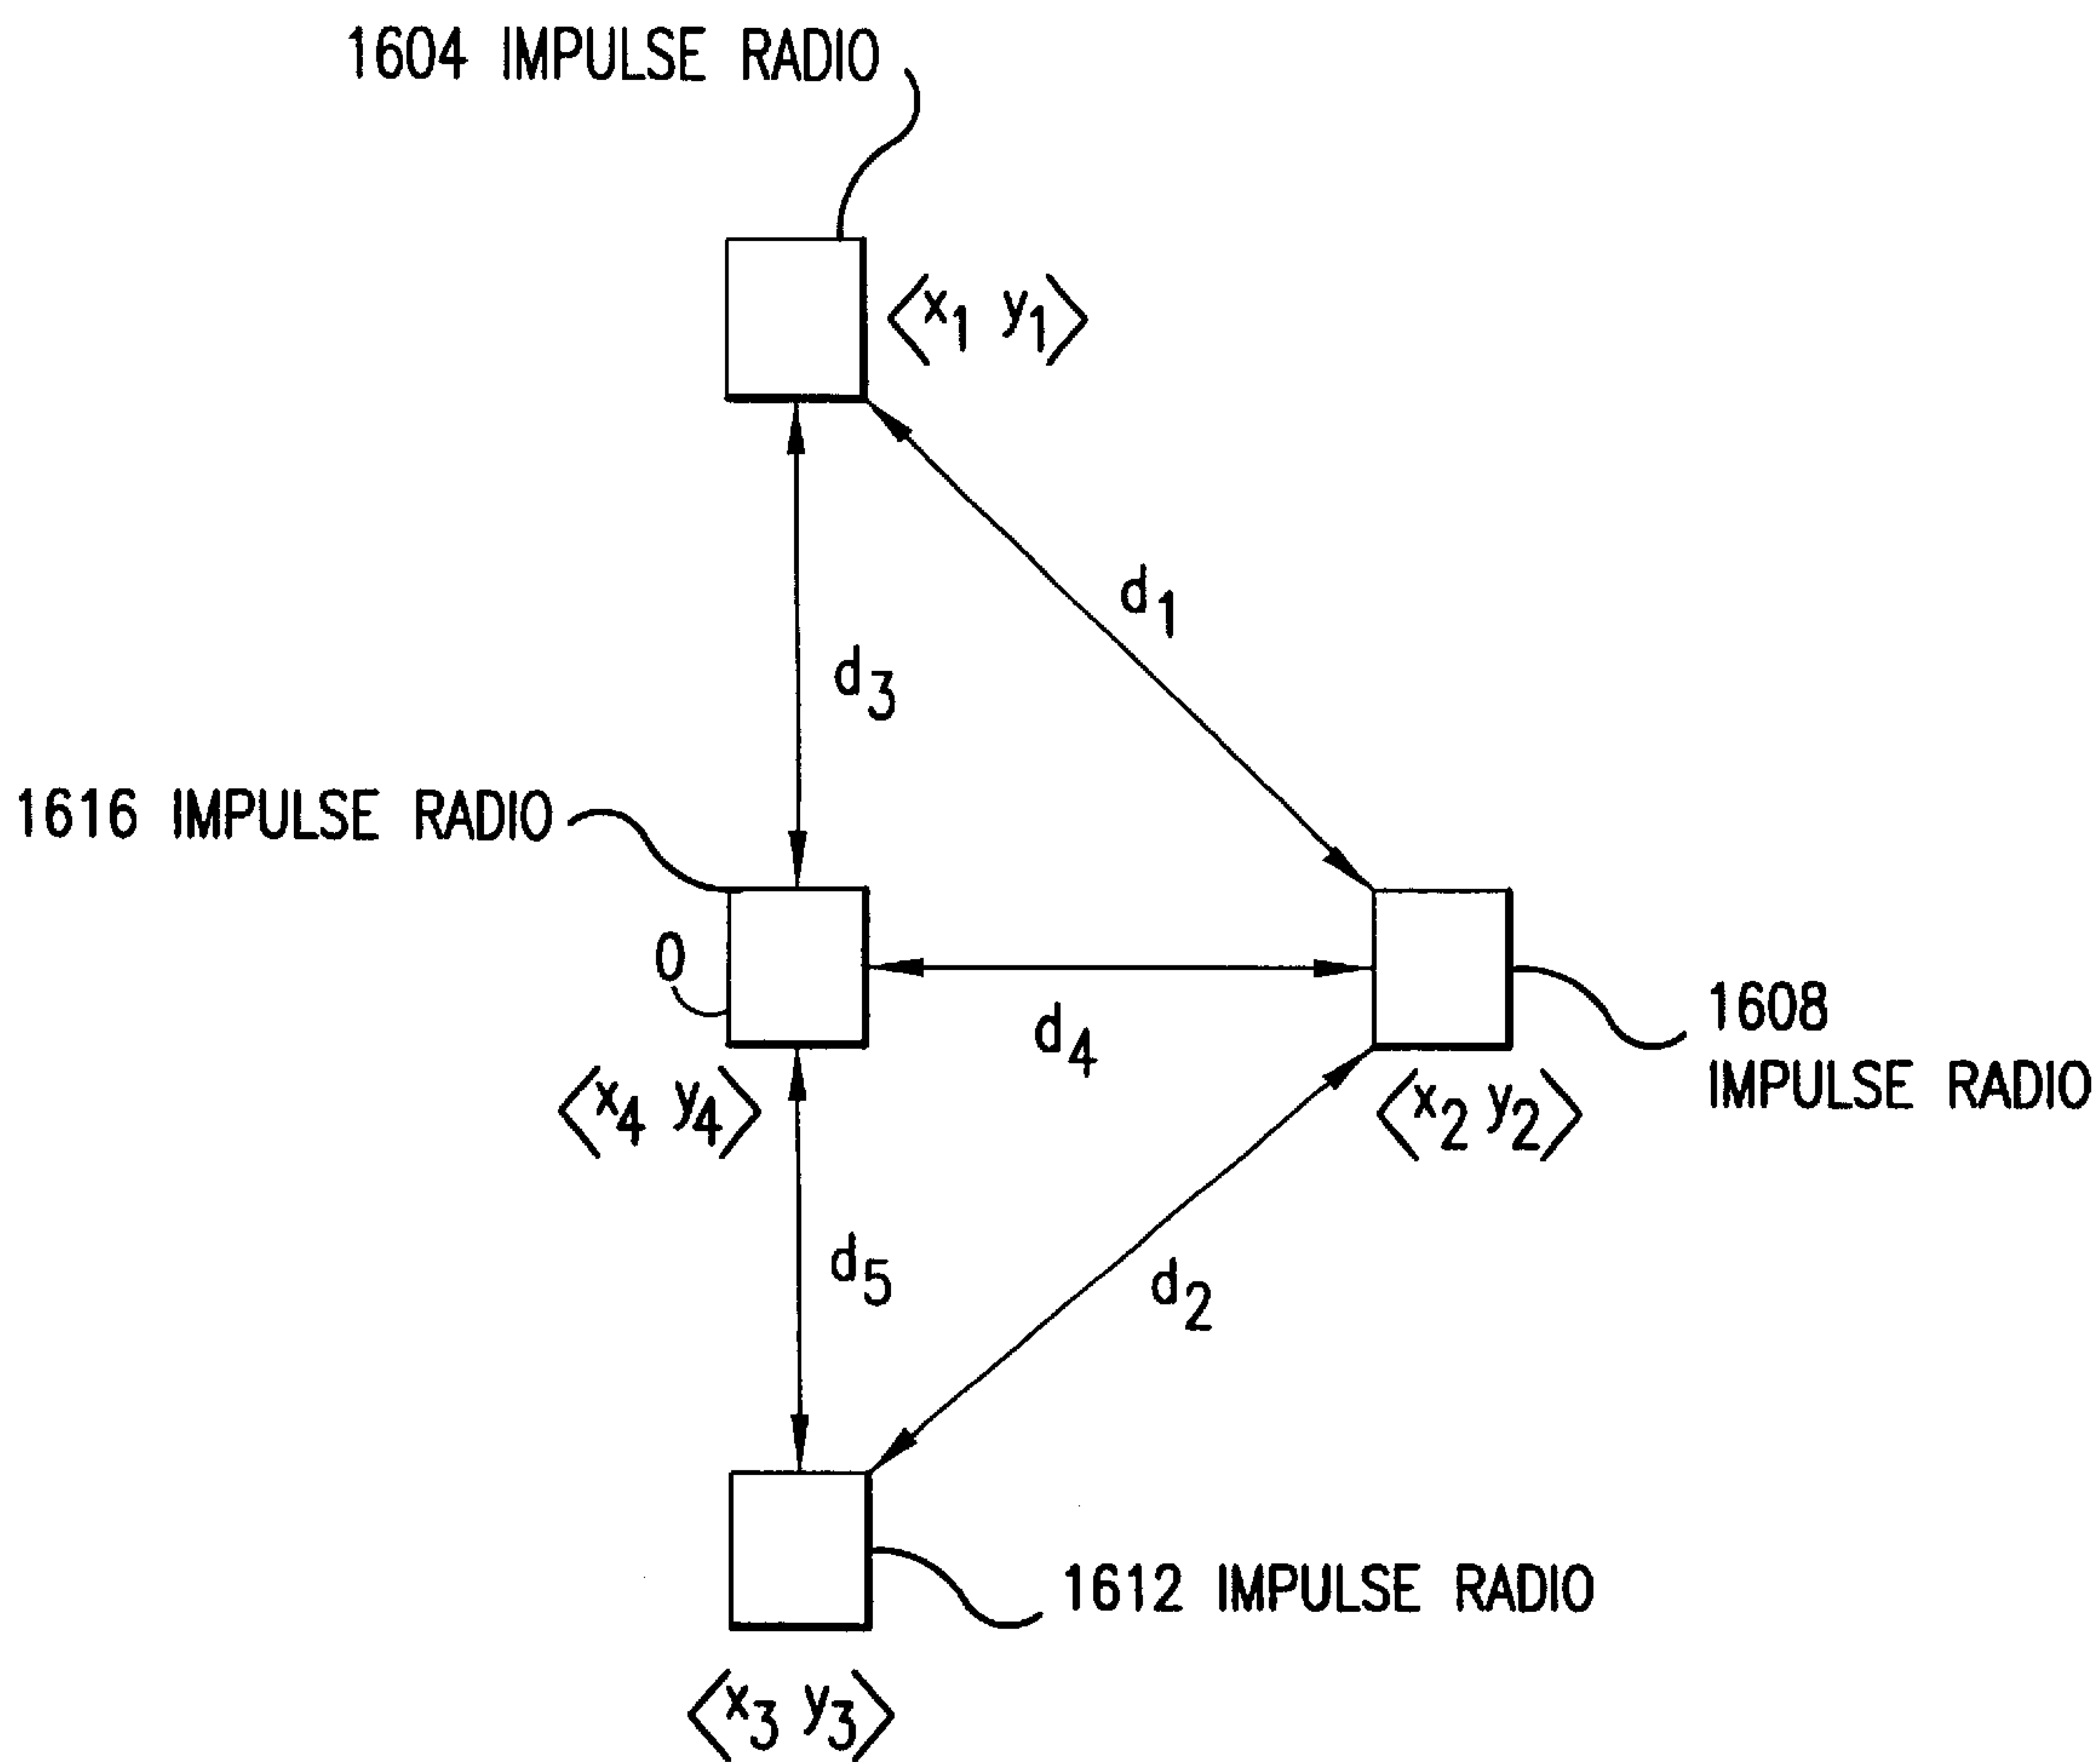 1604 IMPULSE RADIO
<x1 y1>
d1
d3
1616 IMPULSE RADIO
O
d4
1608
IMPULSE RADIO
<x4 y4>
<x2 y2>
d5
d2
1612 IMPULSE RADIO
<x3 y3>